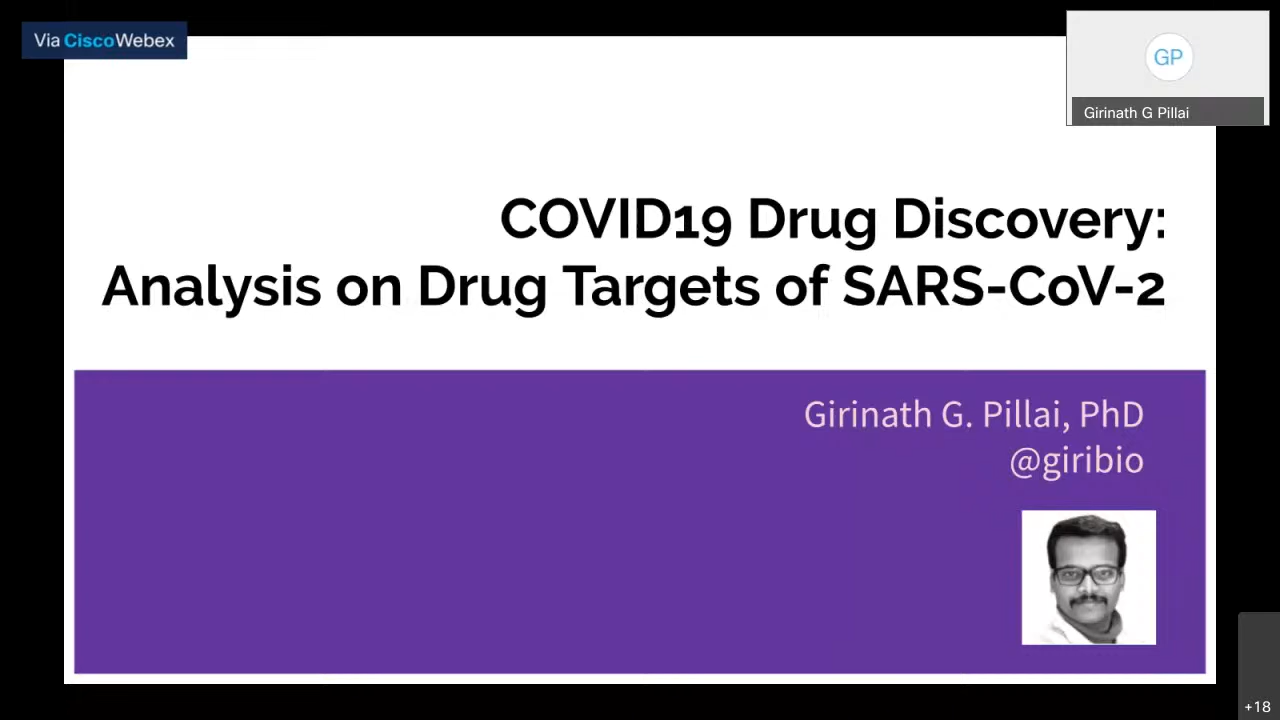 Via CiscoWebex
GP
Girinath G Pillai
COVID19 Drug Discovery:
Analysis on Drug Targets of SARS-CoV-2
Girinath G. Pillai, PhD
@giribio
+18